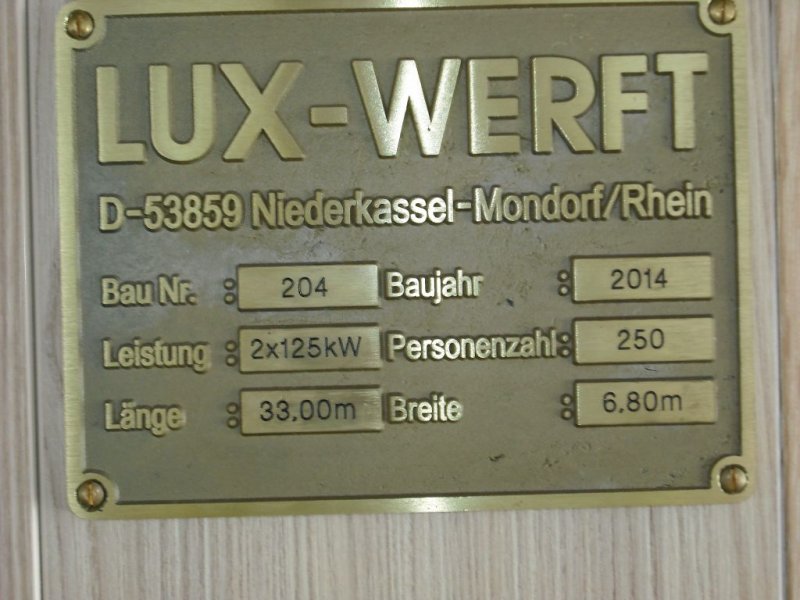 LUX-WERFT
D-53859 Niederkassel-Mondorf/Rhein
Bau Nr. : 204 Baujahr : 2014
Leistung : 2x125kW Personenzahl : 250
Länge : 33,00m Breite : 6,80m